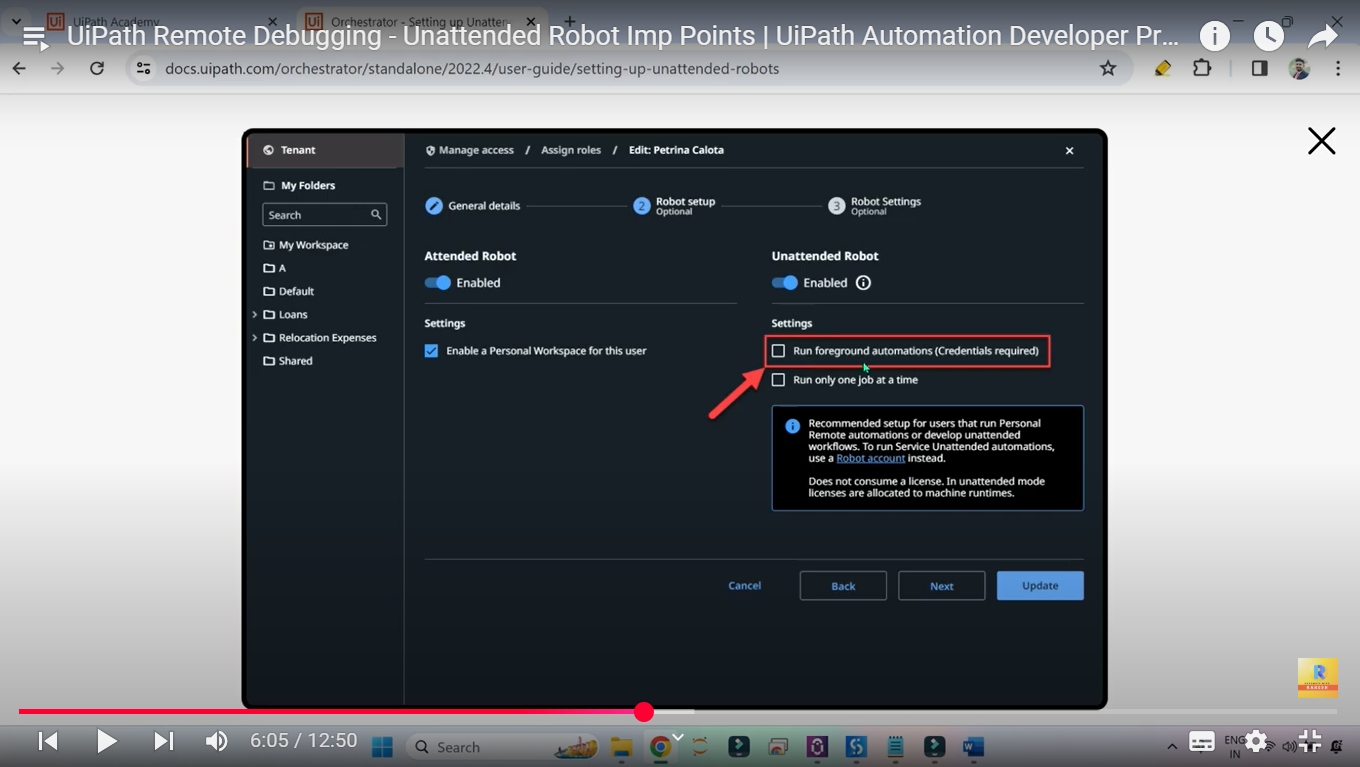 UiPath Academy
Orchestrator - Setting up Unatten
UiPath Remote Debugging - Unattended Robot Imp Points | UiPath Automation Developer Pr...
docs.uipath.com/orchestrator/standalone/2022.4/user-guide/setting-up-unattended-robots
Tenant
Manage access / Assign roles / Edit: Petrina Calota
My Folders
Search
My Workspace
A
Default
Loans
Relocation Expenses
Shared
General details
2 Robot setup
Optional
3 Robot Settings
Optional
Attended Robot
Enabled
Settings
Enable a Personal Workspace for this user
Unattended Robot
Enabled
Settings
Run foreground automations (Credentials required)
Run only one job at a time
Recommended setup for users that run Personal
Remote automations or develop unattended
workflows. To run Service Unattended automations,
use a Robot account instead.
Does not consume a license. In unattended mode
licenses are allocated to machine runtimes.
Cancel
Back
Next
Update
R
6:05 / 12:50
Search
ENG
IN